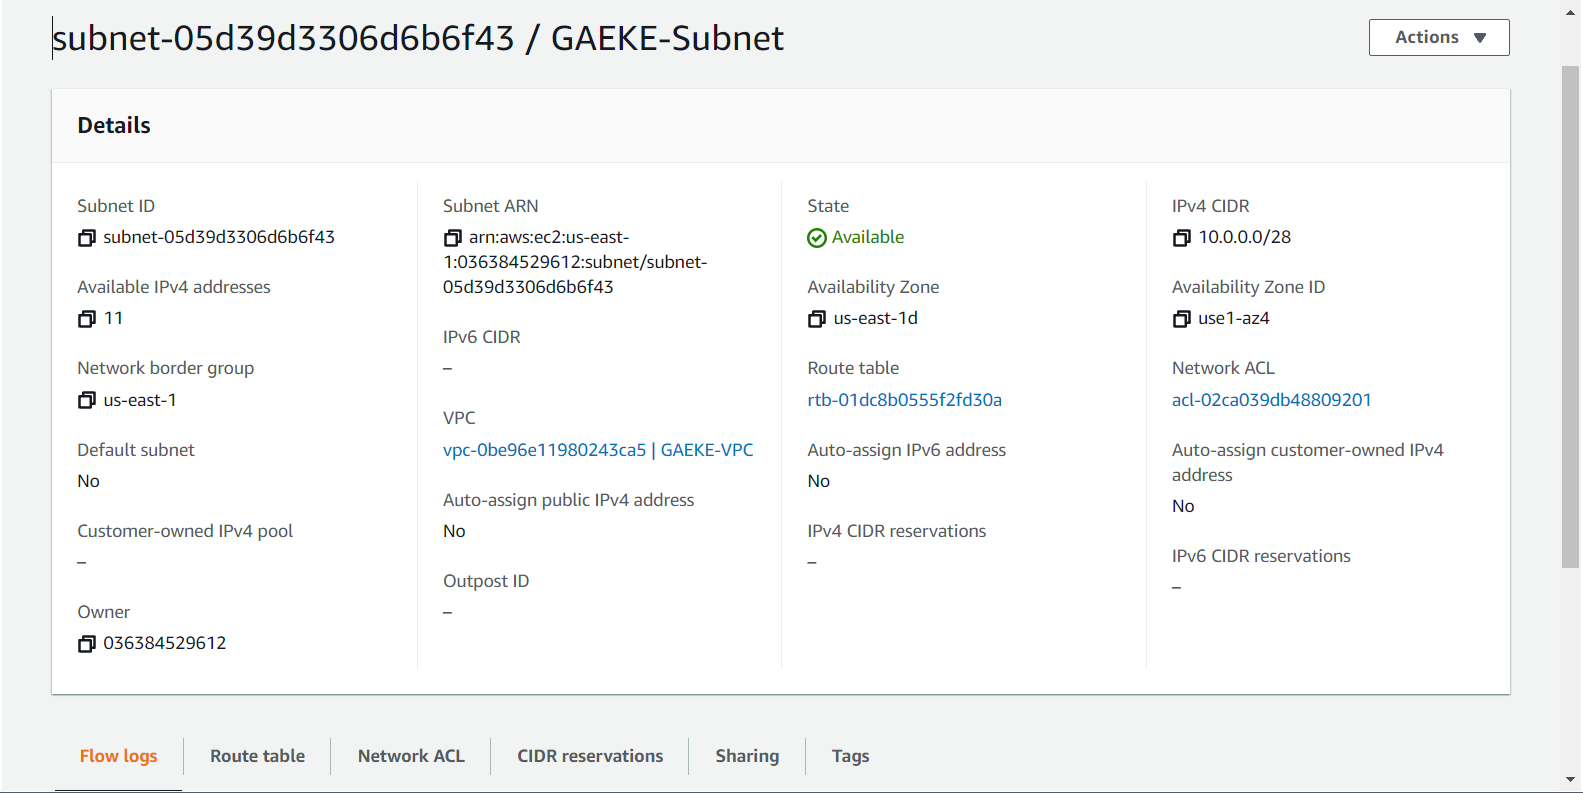 subnet-05d39d3306d6b6f43 / GAEKE-Subnet
Actions
Details
Subnet ID
subnet-05d39d3306d6b6f43
Available IPv4 addresses
11
Network border group
us-east-1
Default subnet
No
Customer-owned IPv4 pool
–
Owner
036384529612
Subnet ARN
arn:aws:ec2:us-east-
1:036384529612:subnet/subnet-
05d39d3306d6b6f43
IPv6 CIDR
–
VPC
vpc-0be96e11980243ca5 | GAEKE-VPC
Auto-assign public IPv4 address
No
Outpost ID
–
State
Available
Availability Zone
us-east-1d
Route table
rtb-01dc8b0555f2fd30a
Auto-assign IPv6 address
No
IPv4 CIDR reservations
–
IPv4 CIDR
10.0.0.0/28
Availability Zone ID
use1-az4
Network ACL
acl-02ca039db48809201
Auto-assign customer-owned IPv4
address
No
IPv6 CIDR reservations
–
Flow logs
Route table
Network ACL
CIDR reservations
Sharing
Tags